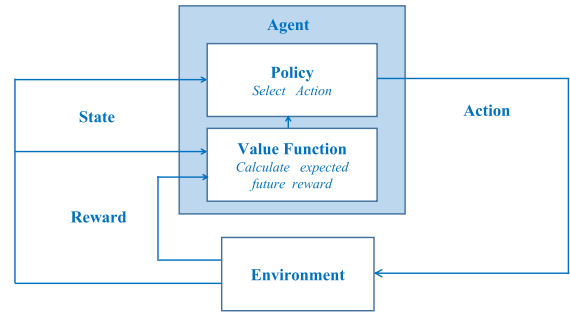 Agent
Policy
Select Action
State
Action
Value Function
Calculate expected
future reward
Reward
Environment